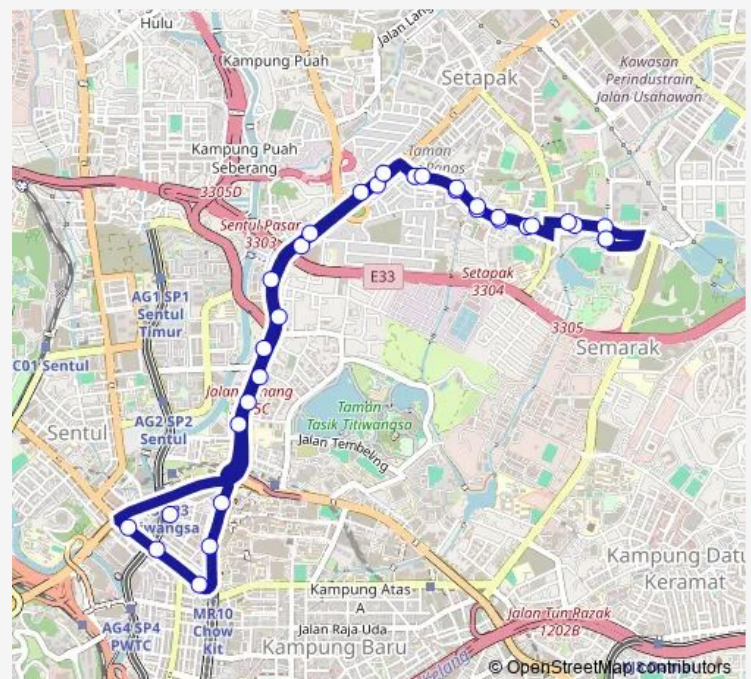 Hulu
Jalan Lang
Kampung Puah
Setapak
Kawasan
Perindustrain
Jalan Usahawan
Kampung Puah
Seberang
Taman
3305D
Sentul Pasar
3303
E33
Setapak
3304
3305
Semarak
AG1 SP1
Sentul
Timur
C01 Sentul
AG2 SP2
Sentul
Sentul
Taman
Tasik Titiwangsa
Jalan Tembeling
iwangsa
Kampung Datu
Keramat
Kampung Atas
A
Jalan Raja Uda
Kampung Baru
MR10
Chow
Kit
AG4 SP4
PWTC
Jalan Tun Razak
1202B
© OpenStreetMap contributors